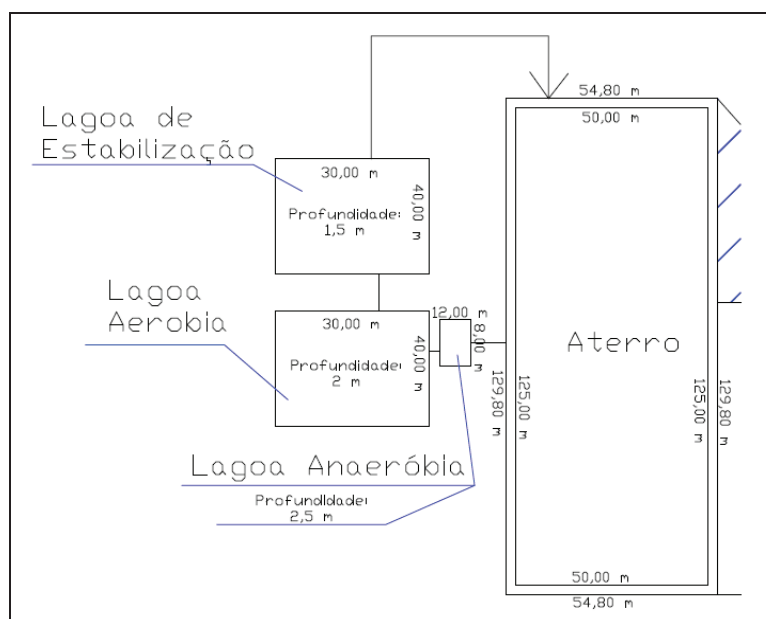 54,80 m
50,00 m
Lagoa de
Estabilização
30,00 m
40,00 m
Profundidade:
1,5 m
Lagoa
Aerobia
30,00 m
40,00 m
Profundidade:
2 m
12,00 m
8,00 m
Aterro
129,80 m
125,00 m
125,00 m
129,80 m
Lagoa Anaeróbia
Profundidade:
2,5 m
50,00 m
54,80 m